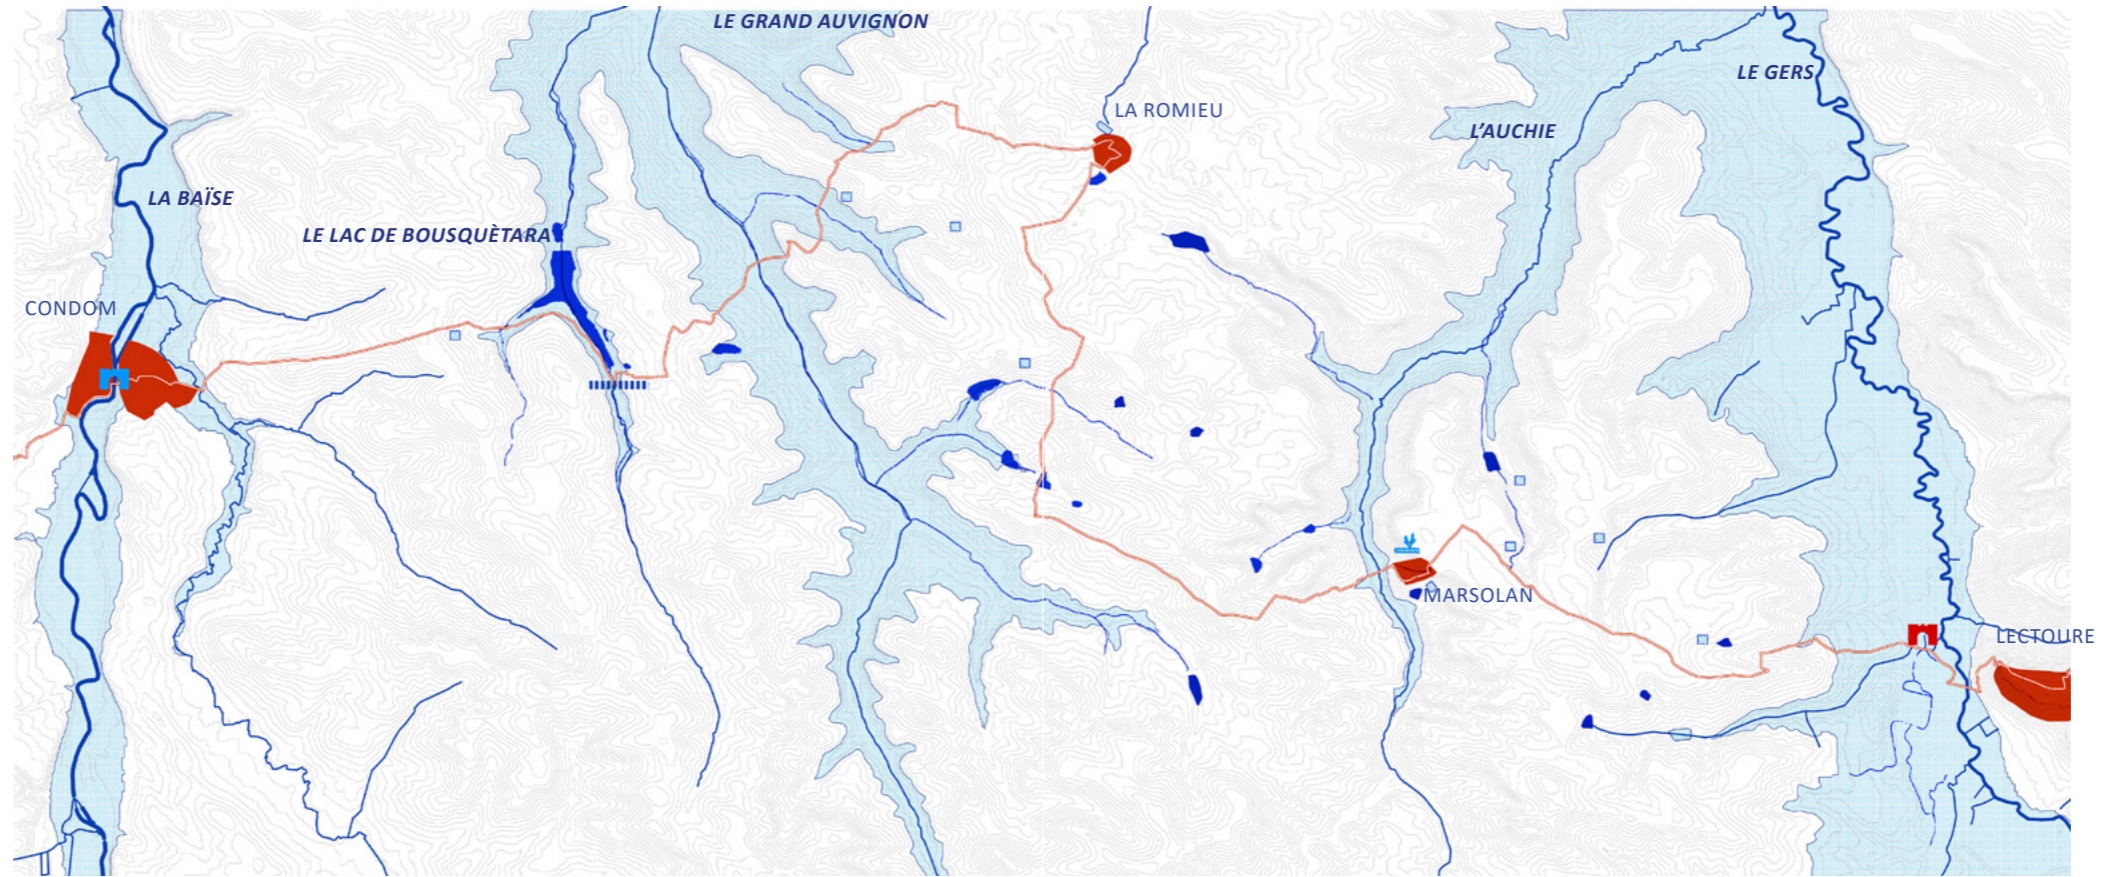 LE GRAND AUVIGNON
LE GERS
LA ROMIEU
L'AUCHIE
LA BAÏSE
LE LAC DE BOUSQUÈTARA
CONDOM
MARSOLAN
LECTOURE